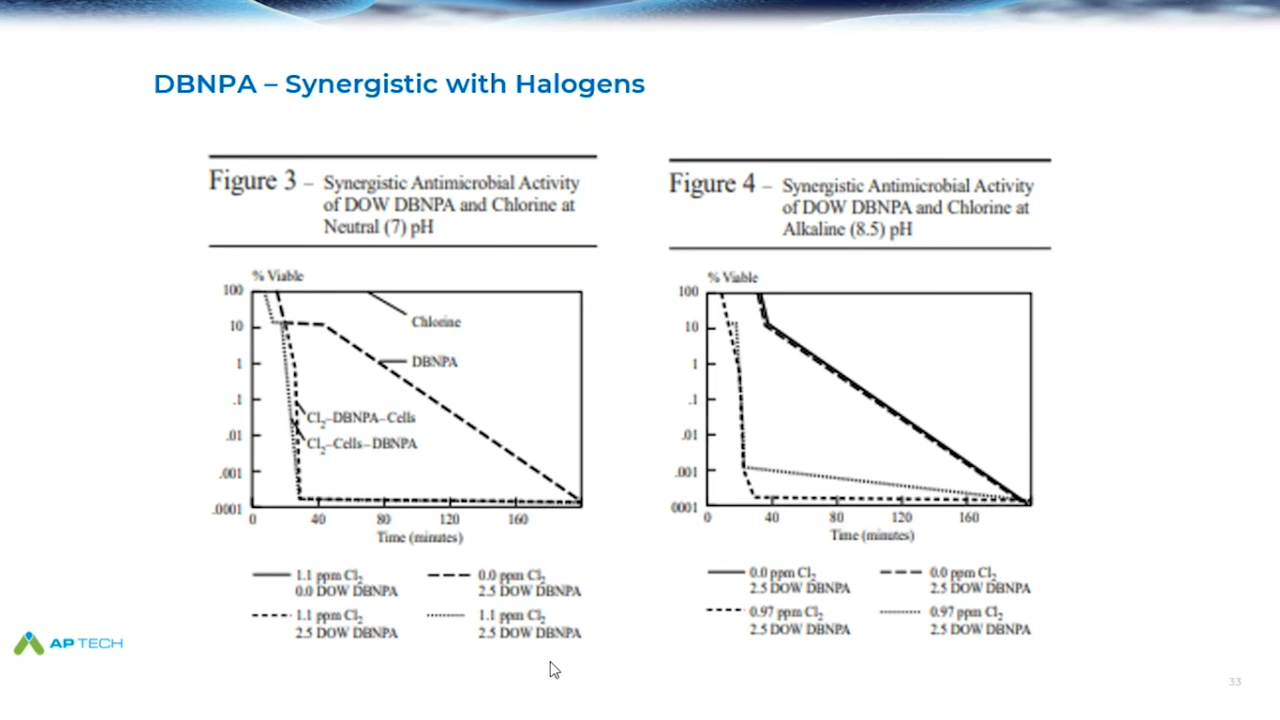 DBNPA – Synergistic with Halogens
Figure 3 – Synergistic Antimicrobial Activity
of DOW DBNPA and Chlorine at
Neutral (7) pH
% Viable
100
10
1
.1
.01
.001
.0001
0 40 80 120 160
Time (minutes)
Chlorine
DBNPA
Cl2–DBNPA–Cells
Cl2–Cells–DBNPA
1.1 ppm Cl2
0.0 DOW DBNPA
0.0 ppm Cl2
2.5 DOW DBNPA
1.1 ppm Cl2
2.5 DOW DBNPA
1.1 ppm Cl2
2.5 DOW DBNPA
Figure 4 – Synergistic Antimicrobial Activity
of DOW DBNPA and Chlorine at
Alkaline (8.5) pH
% Viable
100
10
1
.1
.01
.001
0001
0 40 80 120 160
Time (minutes)
0.0 ppm Cl2
2.5 DOW DBNPA
0.0 ppm Cl2
2.5 DOW DBNPA
0.97 ppm Cl2
2.5 DOW DBNPA
0.97 ppm Cl2
2.5 DOW DBNPA
AP TECH
33